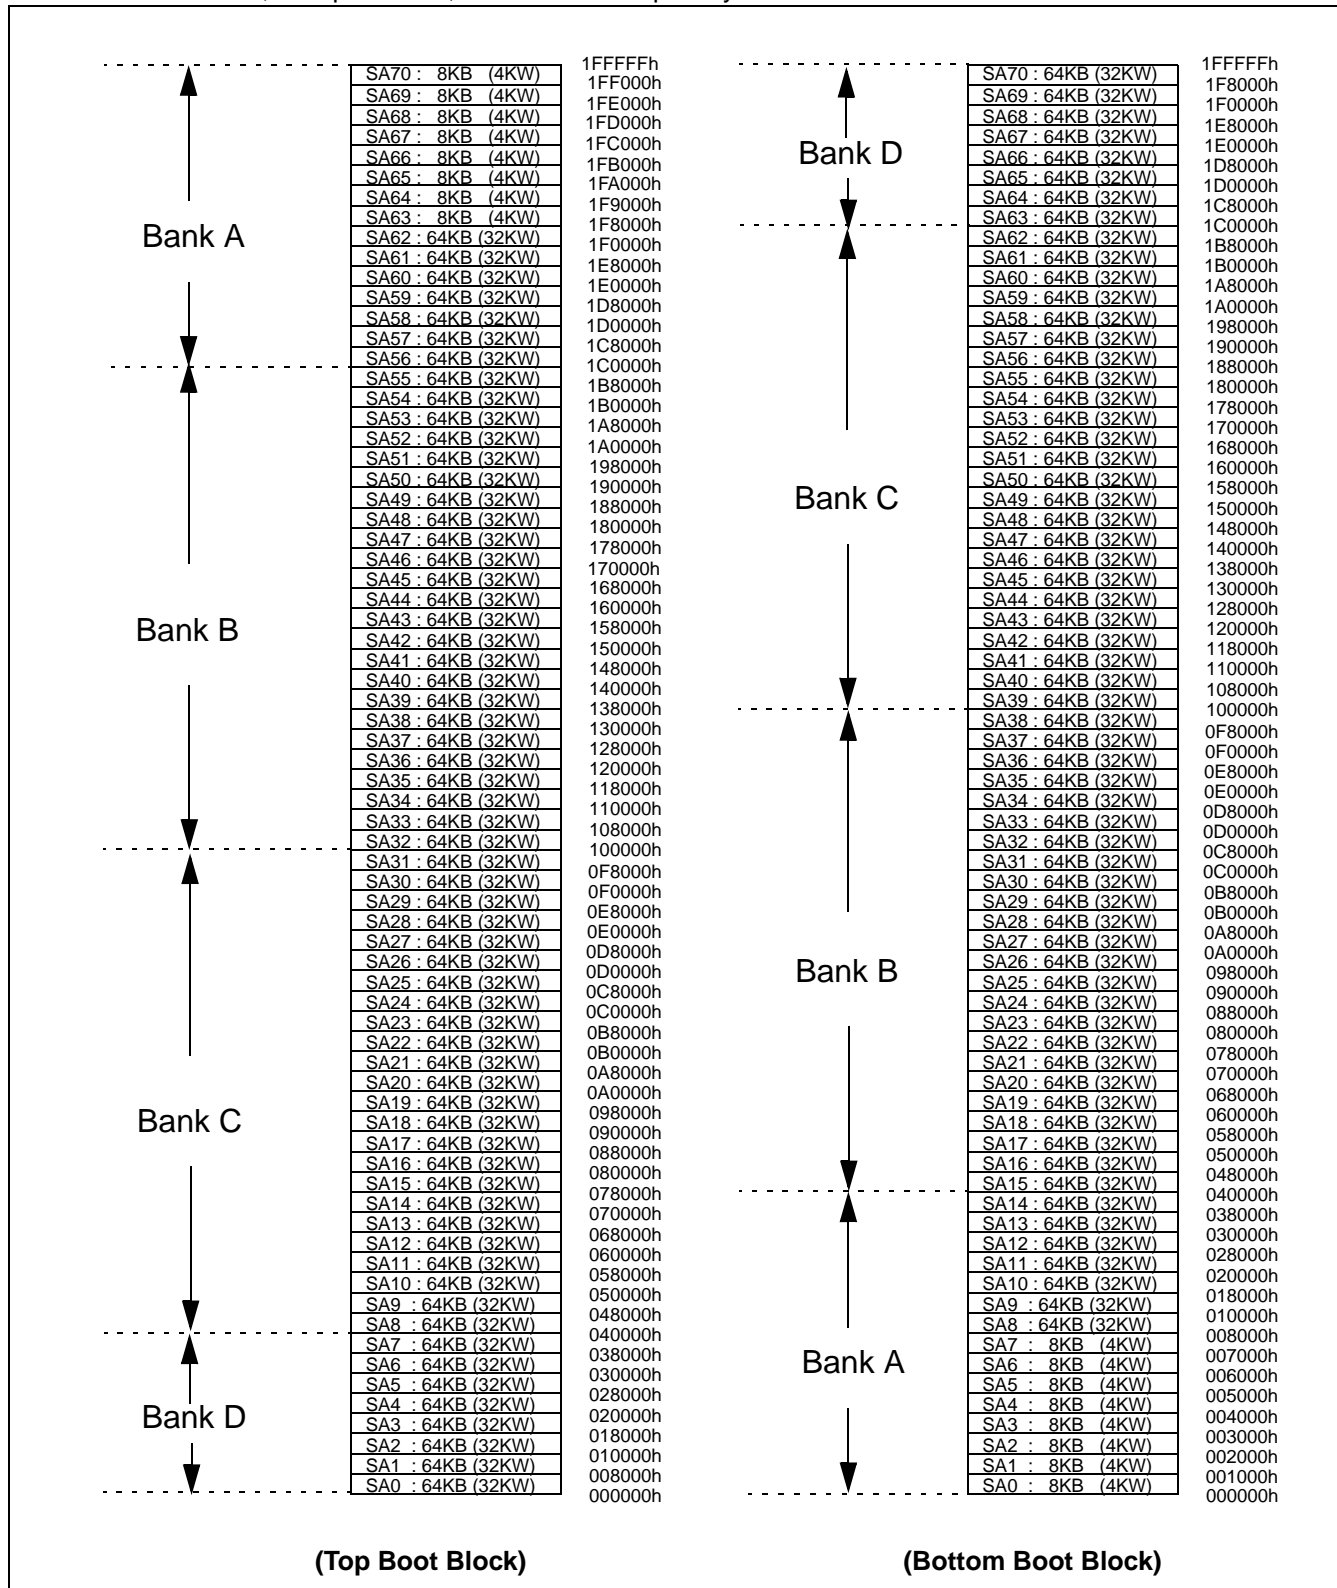 Bank A
Bank B
Bank C
Bank D
SA70 : 8KB (4KW)
SA69 : 8KB (4KW)
SA68 : 8KB (4KW)
SA67 : 8KB (4KW)
SA66 : 8KB (4KW)
SA65 : 8KB (4KW)
SA64 : 8KB (4KW)
SA63 : 8KB (4KW)
SA62 : 64KB (32KW)
SA61 : 64KB (32KW)
SA60 : 64KB (32KW)
SA59 : 64KB (32KW)
SA58 : 64KB (32KW)
SA57 : 64KB (32KW)
SA56 : 64KB (32KW)
SA55 : 64KB (32KW)
SA54 : 64KB (32KW)
SA53 : 64KB (32KW)
SA52 : 64KB (32KW)
SA51 : 64KB (32KW)
SA50 : 64KB (32KW)
SA49 : 64KB (32KW)
SA48 : 64KB (32KW)
SA47 : 64KB (32KW)
SA46 : 64KB (32KW)
SA45 : 64KB (32KW)
SA44 : 64KB (32KW)
SA43 : 64KB (32KW)
SA42 : 64KB (32KW)
SA41 : 64KB (32KW)
SA40 : 64KB (32KW)
SA39 : 64KB (32KW)
SA38 : 64KB (32KW)
SA37 : 64KB (32KW)
SA36 : 64KB (32KW)
SA35 : 64KB (32KW)
SA34 : 64KB (32KW)
SA33 : 64KB (32KW)
SA32 : 64KB (32KW)
SA31 : 64KB (32KW)
SA30 : 64KB (32KW)
SA29 : 64KB (32KW)
SA28 : 64KB (32KW)
SA27 : 64KB (32KW)
SA26 : 64KB (32KW)
SA25 : 64KB (32KW)
SA24 : 64KB (32KW)
SA23 : 64KB (32KW)
SA22 : 64KB (32KW)
SA21 : 64KB (32KW)
SA20 : 64KB (32KW)
SA19 : 64KB (32KW)
SA18 : 64KB (32KW)
SA17 : 64KB (32KW)
SA16 : 64KB (32KW)
SA15 : 64KB (32KW)
SA14 : 64KB (32KW)
SA13 : 64KB (32KW)
SA12 : 64KB (32KW)
SA11 : 64KB (32KW)
SA10 : 64KB (32KW)
SA9 : 64KB (32KW)
SA8 : 64KB (32KW)
SA7 : 64KB (32KW)
SA6 : 64KB (32KW)
SA5 : 64KB (32KW)
SA4 : 64KB (32KW)
SA3 : 64KB (32KW)
SA2 : 64KB (32KW)
SA1 : 64KB (32KW)
SA0 : 64KB (32KW)
1FFFFFh
1FF000h
1FE000h
1FD000h
1FC000h
1FB000h
1FA000h
1F9000h
1F8000h
1F0000h
1E8000h
1E0000h
1D8000h
1D0000h
1C8000h
1C0000h
1B8000h
1B0000h
1A8000h
1A0000h
198000h
190000h
188000h
180000h
178000h
170000h
168000h
160000h
158000h
150000h
148000h
140000h
138000h
130000h
128000h
120000h
118000h
110000h
108000h
100000h
0F8000h
0F0000h
0E8000h
0E0000h
0D8000h
0D0000h
0C8000h
0C0000h
0B8000h
0B0000h
0A8000h
0A0000h
098000h
090000h
088000h
080000h
078000h
070000h
068000h
060000h
058000h
050000h
048000h
040000h
038000h
030000h
028000h
020000h
018000h
010000h
008000h
000000h
(Top Boot Block)
Bank D
Bank C
Bank B
Bank A
SA70 : 64KB (32KW)
SA69 : 64KB (32KW)
SA68 : 64KB (32KW)
SA67 : 64KB (32KW)
SA66 : 64KB (32KW)
SA65 : 64KB (32KW)
SA64 : 64KB (32KW)
SA63 : 64KB (32KW)
SA62 : 64KB (32KW)
SA61 : 64KB (32KW)
SA60 : 64KB (32KW)
SA59 : 64KB (32KW)
SA58 : 64KB (32KW)
SA57 : 64KB (32KW)
SA56 : 64KB (32KW)
SA55 : 64KB (32KW)
SA54 : 64KB (32KW)
SA53 : 64KB (32KW)
SA52 : 64KB (32KW)
SA51 : 64KB (32KW)
SA50 : 64KB (32KW)
SA49 : 64KB (32KW)
SA48 : 64KB (32KW)
SA47 : 64KB (32KW)
SA46 : 64KB (32KW)
SA45 : 64KB (32KW)
SA44 : 64KB (32KW)
SA43 : 64KB (32KW)
SA42 : 64KB (32KW)
SA41 : 64KB (32KW)
SA40 : 64KB (32KW)
SA39 : 64KB (32KW)
SA38 : 64KB (32KW)
SA37 : 64KB (32KW)
SA36 : 64KB (32KW)
SA35 : 64KB (32KW)
SA34 : 64KB (32KW)
SA33 : 64KB (32KW)
SA32 : 64KB (32KW)
SA31 : 64KB (32KW)
SA30 : 64KB (32KW)
SA29 : 64KB (32KW)
SA28 : 64KB (32KW)
SA27 : 64KB (32KW)
SA26 : 64KB (32KW)
SA25 : 64KB (32KW)
SA24 : 64KB (32KW)
SA23 : 64KB (32KW)
SA22 : 64KB (32KW)
SA21 : 64KB (32KW)
SA20 : 64KB (32KW)
SA19 : 64KB (32KW)
SA18 : 64KB (32KW)
SA17 : 64KB (32KW)
SA16 : 64KB (32KW)
SA15 : 64KB (32KW)
SA14 : 64KB (32KW)
SA13 : 64KB (32KW)
SA12 : 64KB (32KW)
SA11 : 64KB (32KW)
SA10 : 64KB (32KW)
SA9 : 64KB (32KW)
SA8 : 64KB (32KW)
SA7 : 8KB (4KW)
SA6 : 8KB (4KW)
SA5 : 8KB (4KW)
SA4 : 8KB (4KW)
SA3 : 8KB (4KW)
SA2 : 8KB (4KW)
SA1 : 8KB (4KW)
SA0 : 8KB (4KW)
1FFFFFh
1F8000h
1F0000h
1E8000h
1E0000h
1D8000h
1D0000h
1C8000h
1C0000h
1B8000h
1B0000h
1A8000h
1A0000h
198000h
190000h
188000h
180000h
178000h
170000h
168000h
160000h
158000h
150000h
148000h
140000h
138000h
130000h
128000h
120000h
118000h
110000h
108000h
100000h
0F8000h
0F0000h
0E8000h
0E0000h
0D8000h
0D0000h
0C8000h
0C0000h
0B8000h
0B0000h
0A8000h
0A0000h
098000h
090000h
088000h
080000h
078000h
070000h
068000h
060000h
058000h
050000h
048000h
040000h
038000h
030000h
028000h
020000h
018000h
010000h
008000h
007000h
006000h
005000h
004000h
003000h
002000h
001000h
000000h
(Bottom Boot Block)